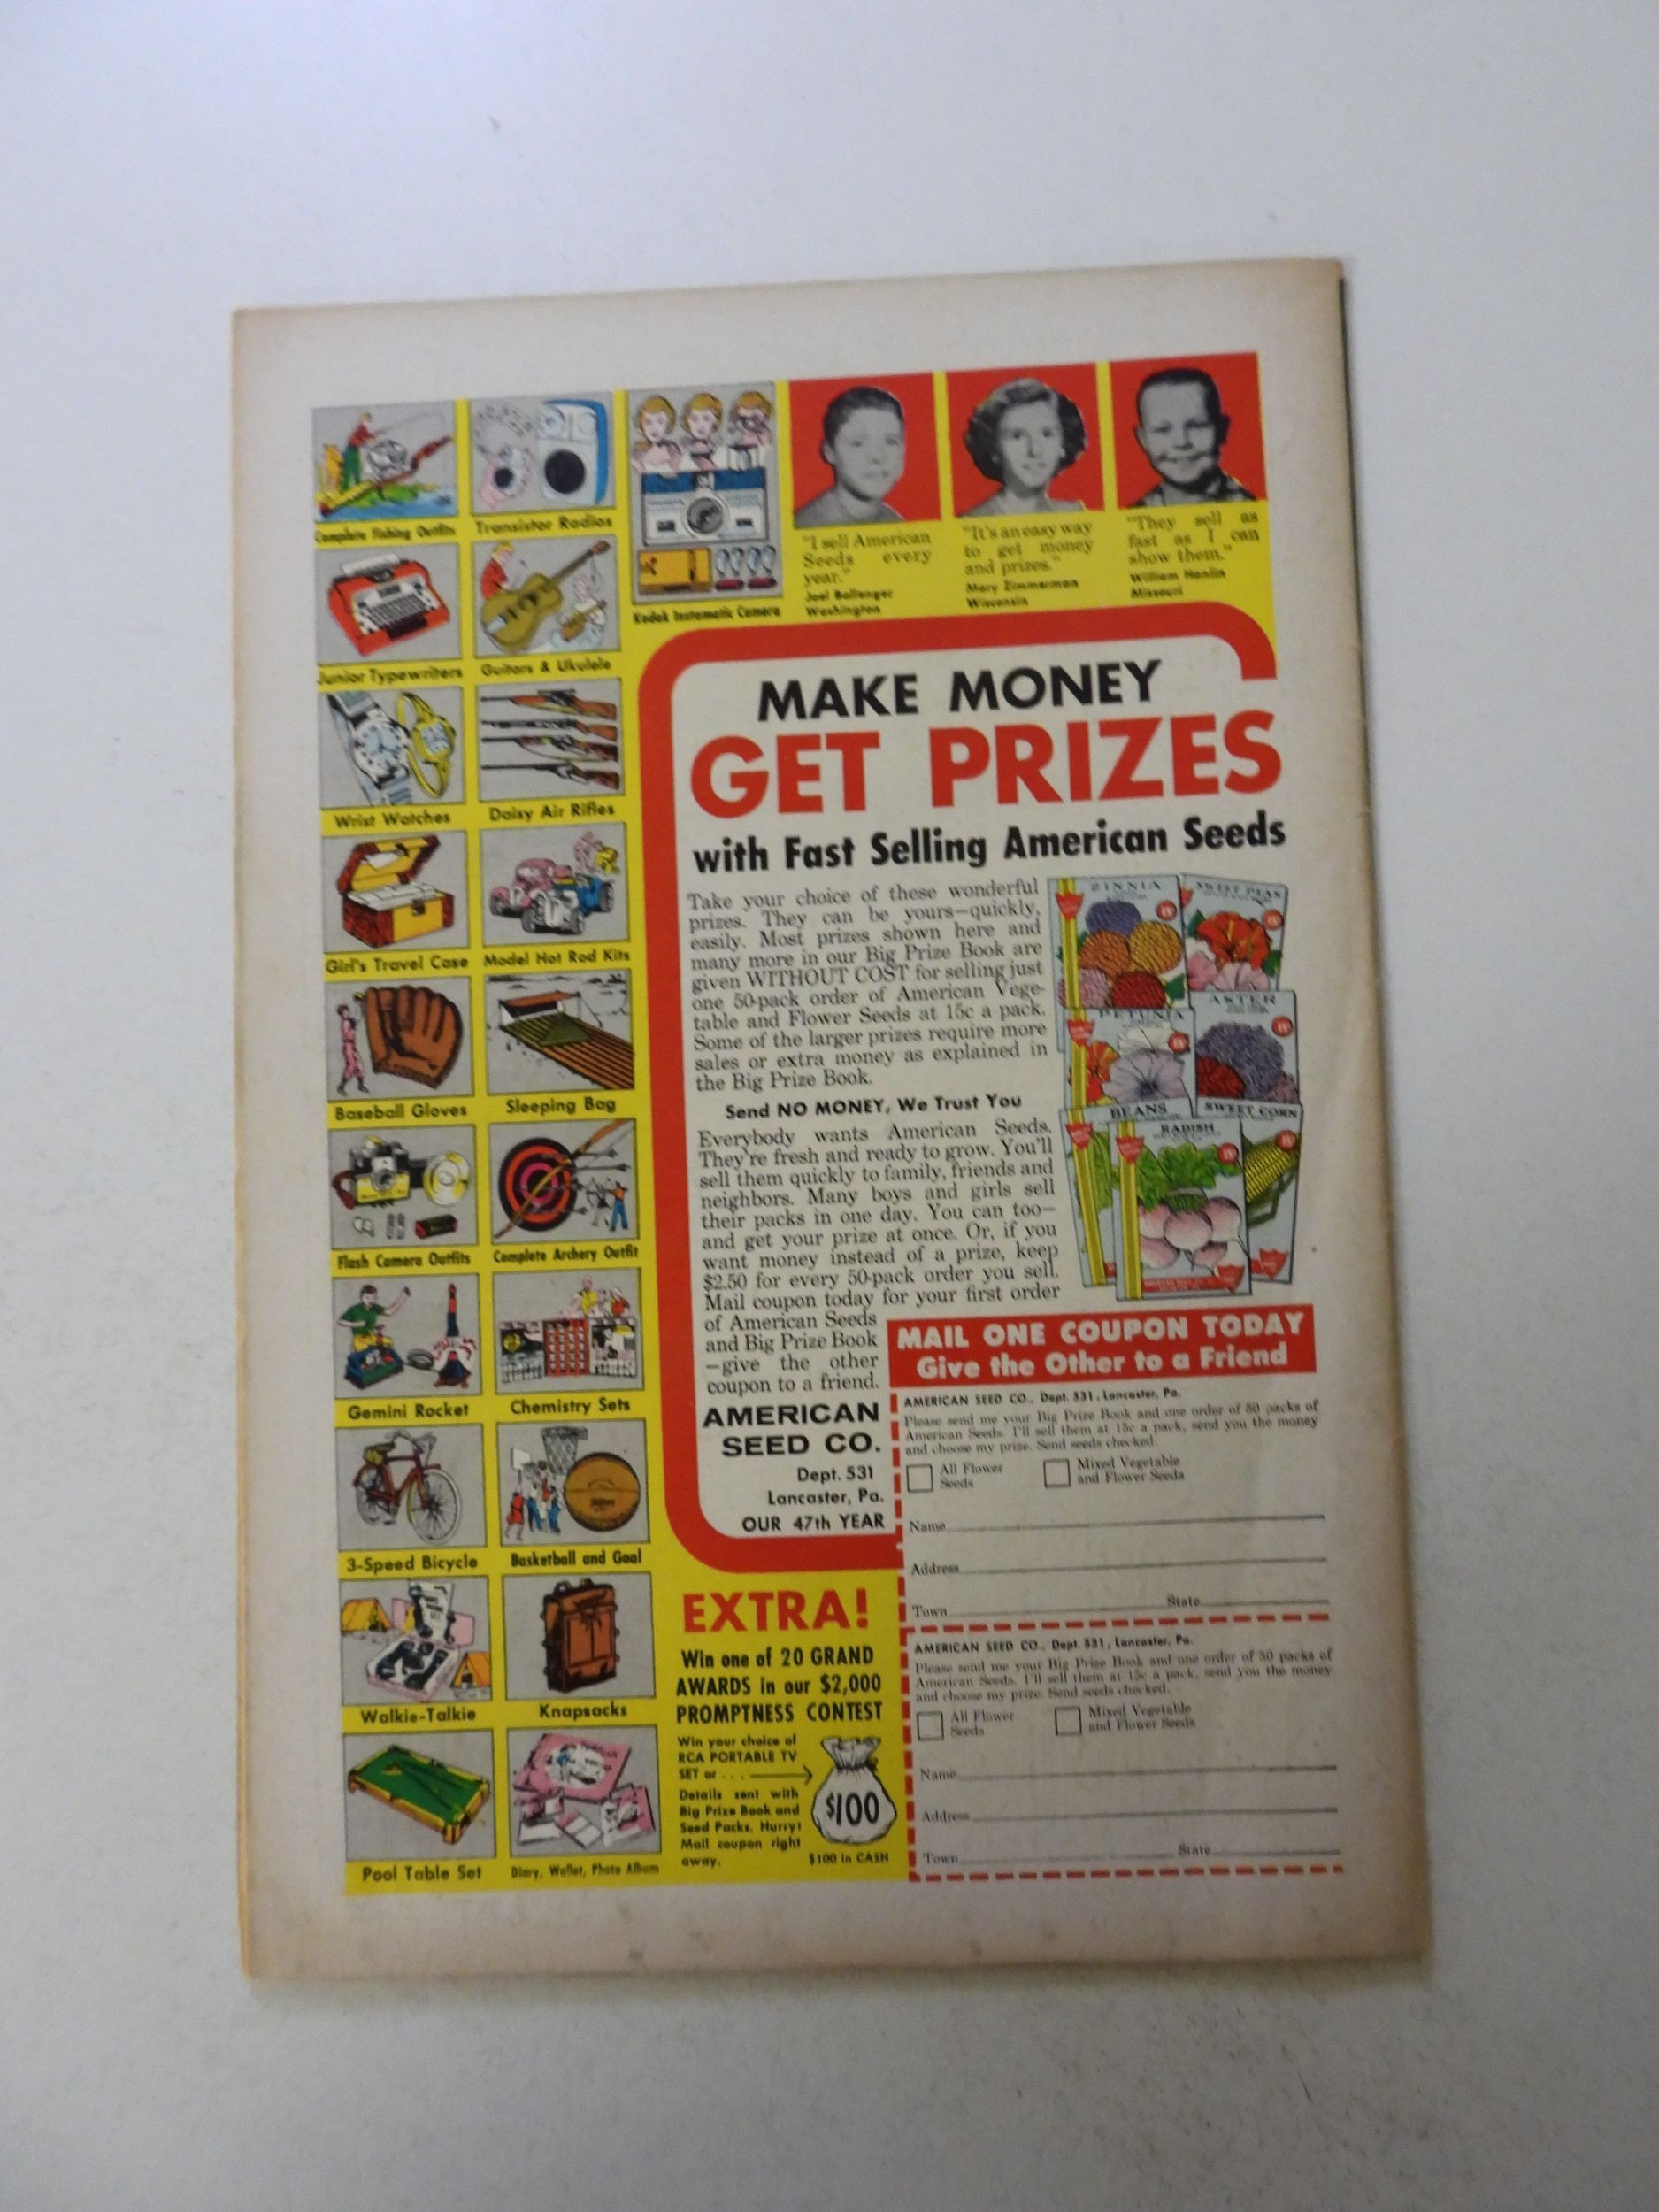 Complete Fishing Outfits
Transistor Radios
Kodak Instamatic Camera
Junior Typewriters
Guitars & Ukulele
Wrist Watches
Daisy Air Rifles
Girl's Travel Case
Model Hot Rod Kits
Baseball Gloves
Sleeping Bag
Flash Camera Outfits
Complete Archery Outfit
Gemini Rocket
Chemistry Sets
3-Speed Bicycle
Basketball and Goal
Walkie-Talkie
Knapsacks
Pool Table Set
Diary, Wallet, Photo Album
"I sell American
Seeds every
year."
Joel Ballenger
Washington
"It's an easy way
to get money
and prizes."
Mary Zimmerman
Wisconsin
"They sell as
fast as I can
show them."
William Hanlin
Missouri
MAKE MONEY
GET PRIZES
with Fast Selling American Seeds
Take your choice of these wonderful
prizes. They can be yours—quickly,
easily. Most prizes shown here and
many more in our Big Prize Book are
given WITHOUT COST for selling just
one 50-pack order of American Vege-
table and Flower Seeds at 15c a pack.
Some of the larger prizes require more
sales or extra money as explained in
the Big Prize Book.
Send NO MONEY, We Trust You
Everybody wants American Seeds.
They're fresh and ready to grow. You'll
sell them quickly to family, friends and
neighbors. Many boys and girls sell
their packs in one day. You can too—
and get your prize at once. Or, if you
want money instead of a prize, keep
$2.50 for every 50-pack order you sell.
Mail coupon today for your first order
of American Seeds
and Big Prize Book
—give the other
coupon to a friend.
AMERICAN
SEED CO.
Dept. 531
Lancaster, Pa.
OUR 47th YEAR
ZINNIA
SWEET PEAS
PETUNIA
ASTER
BEANS
RADISH
SWEET CORN
MAIL ONE COUPON TODAY
Give the Other to a Friend
AMERICAN SEED CO., Dept. 531, Lancaster, Pa.
Please send me your Big Prize Book and one order of 50 packs of
American Seeds. I'll sell them at 15c a pack, send you the money
and choose my prize. Send seeds checked.
All Flower
Seeds
Mixed Vegetable
and Flower Seeds
Name
Address
Town State
AMERICAN SEED CO., Dept. 531, Lancaster, Pa.
Please send me your Big Prize Book and one order of 50 packs of
American Seeds. I'll sell them at 15c a pack, send you the money
and choose my prize. Send seeds checked.
All Flower
Seeds
Mixed Vegetable
and Flower Seeds
Name
Address
Town State
EXTRA!
Win one of 20 GRAND
AWARDS in our $2,000
PROMPTNESS CONTEST
Win your choice of
RCA PORTABLE TV
SET or . . .
Details sent with
Big Prize Book and
Seed Packs. Hurry!
Mail coupon right
away.
$100
$100 in CASH